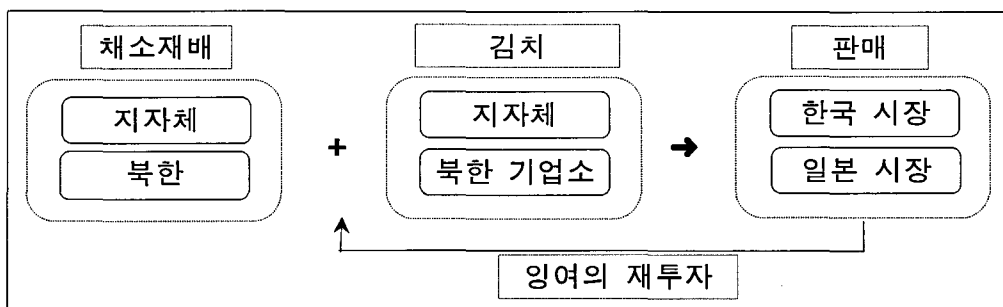 채소재배
김치
판매
지자체
북한
+
지자체
북한 기업소
➔
한국 시장
일본 시장
잉여의 재투자